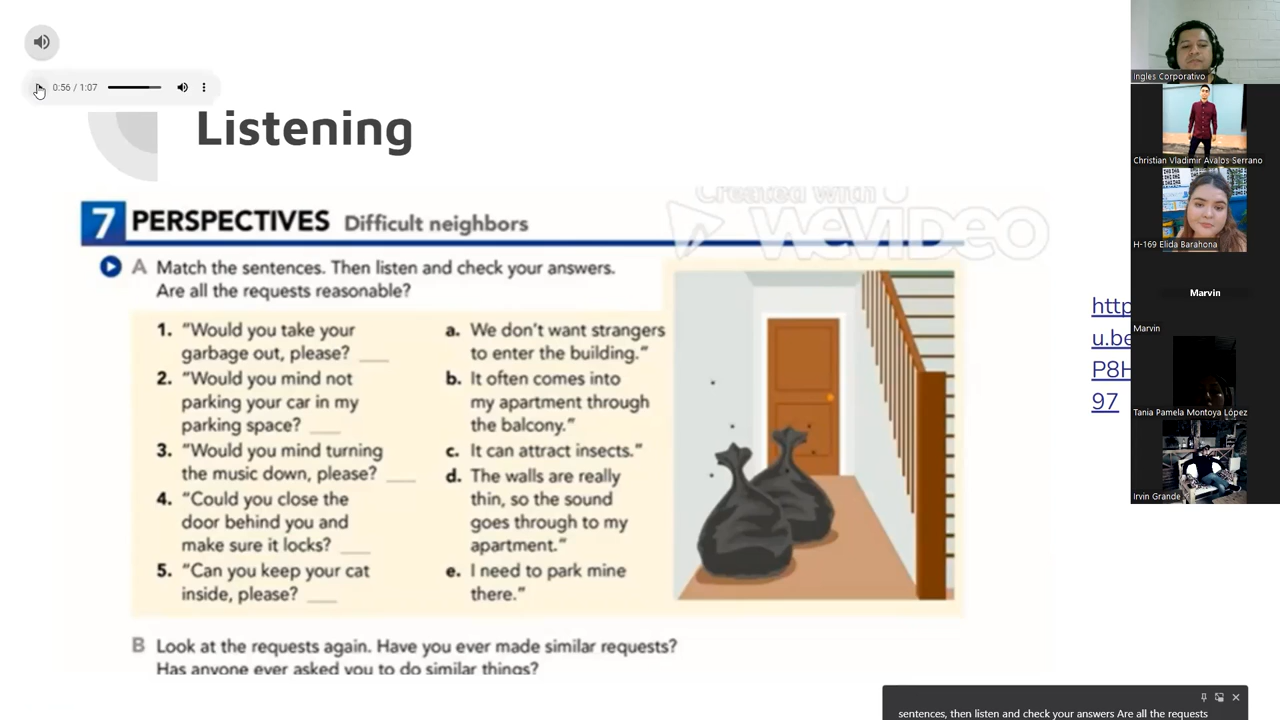 0:56 / 1:07
Listening
Created with
WeVIDEO
7 PERSPECTIVES Difficult neighbors
A Match the sentences. Then listen and check your answers.
Are all the requests reasonable?
1. “Would you take your
garbage out, please? ____
2. “Would you mind not
parking your car in my
parking space? ____
3. “Would you mind turning
the music down, please? ____
4. “Could you close the
door behind you and
make sure it locks? ____
5. “Can you keep your cat
inside, please? ____
a. We don’t want strangers
to enter the building.”
b. It often comes into
my apartment through
the balcony.”
c. It can attract insects.”
d. The walls are really
thin, so the sound
goes through to my
apartment.”
e. I need to park mine
there.”
B Look at the requests again. Have you ever made similar requests?
Has anyone ever asked you to do similar things?
http
u.be
P8H
97
Ingles Corporativo
Christian Vladimir Avalos Serrano
H-169 Elida Barahona
Marvin
Marvin
Tania Pamela Montoya López
Irvin Grande
sentences, then listen and check your answers Are all the requests